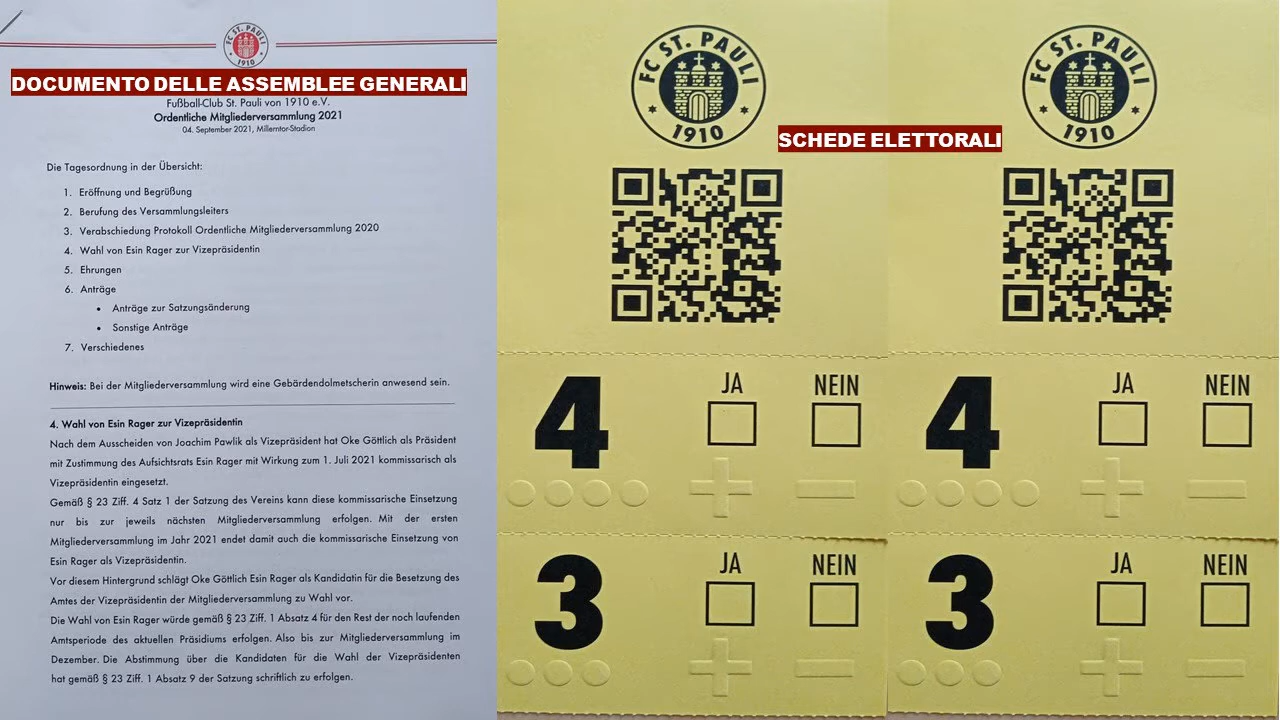 FC ST. PAULI
1910
DOCUMENTO DELLE ASSEMBLEE GENERALI
Fußball-Club St. Pauli von 1910 e.V.
Ordentliche Mitgliederversammlung 2021
04. September 2021, Millerntor-Stadion
Die Tagesordnung in der Übersicht:
1. Eröffnung und Begrüßung
2. Berufung des Versammlungsleiters
3. Verabschiedung Protokoll Ordentliche Mitgliederversammlung 2020
4. Wahl von Esin Rager zur Vizepräsidentin
5. Ehrungen
6. Anträge
• Anträge zur Satzungsänderung
• Sonstige Anträge
7. Verschiedenes
Hinweis: Bei der Mitgliederversammlung wird eine Gebärdendolmetscherin anwesend sein.
4. Wahl von Esin Rager zur Vizepräsidentin
Nach dem Ausscheiden von Joachim Pawlik als Vizepräsident hat Oke Göttlich als Präsident
mit Zustimmung des Aufsichtsrats Esin Rager mit Wirkung zum 1. Juli 2021 kommissarisch als
Vizepräsidentin eingesetzt.
Gemäß § 23 Ziff. 4 Satz 1 der Satzung des Vereins kann diese kommissarische Einsetzung
nur bis zur jeweils nächsten Mitgliederversammlung erfolgen. Mit der ersten
Mitgliederversammlung im Jahr 2021 endet damit auch die kommissarische Einsetzung von
Esin Rager als Vizepräsidentin.
Vor diesem Hintergrund schlägt Oke Göttlich Esin Rager als Kandidatin für die Besetzung des
Amtes der Vizepräsidentin der Mitgliederversammlung zu Wahl vor.
Die Wahl von Esin Rager würde gemäß § 23 Ziff. 1 Absatz 4 für den Rest der noch laufenden
Amtsperiode des aktuellen Präsidiums erfolgen. Also bis zur Mitgliederversammlung im
Dezember. Die Abstimmung über die Kandidaten für die Wahl der Vizepräsidenten
hat gemäß § 23 Ziff. 1 Absatz 9 der Satzung schriftlich zu erfolgen.
FC ST. PAULI
1910
SCHEDE ELETTORALI
4 JA NEIN
3 JA NEIN
FC ST. PAULI
1910
4 JA NEIN
3 JA NEIN